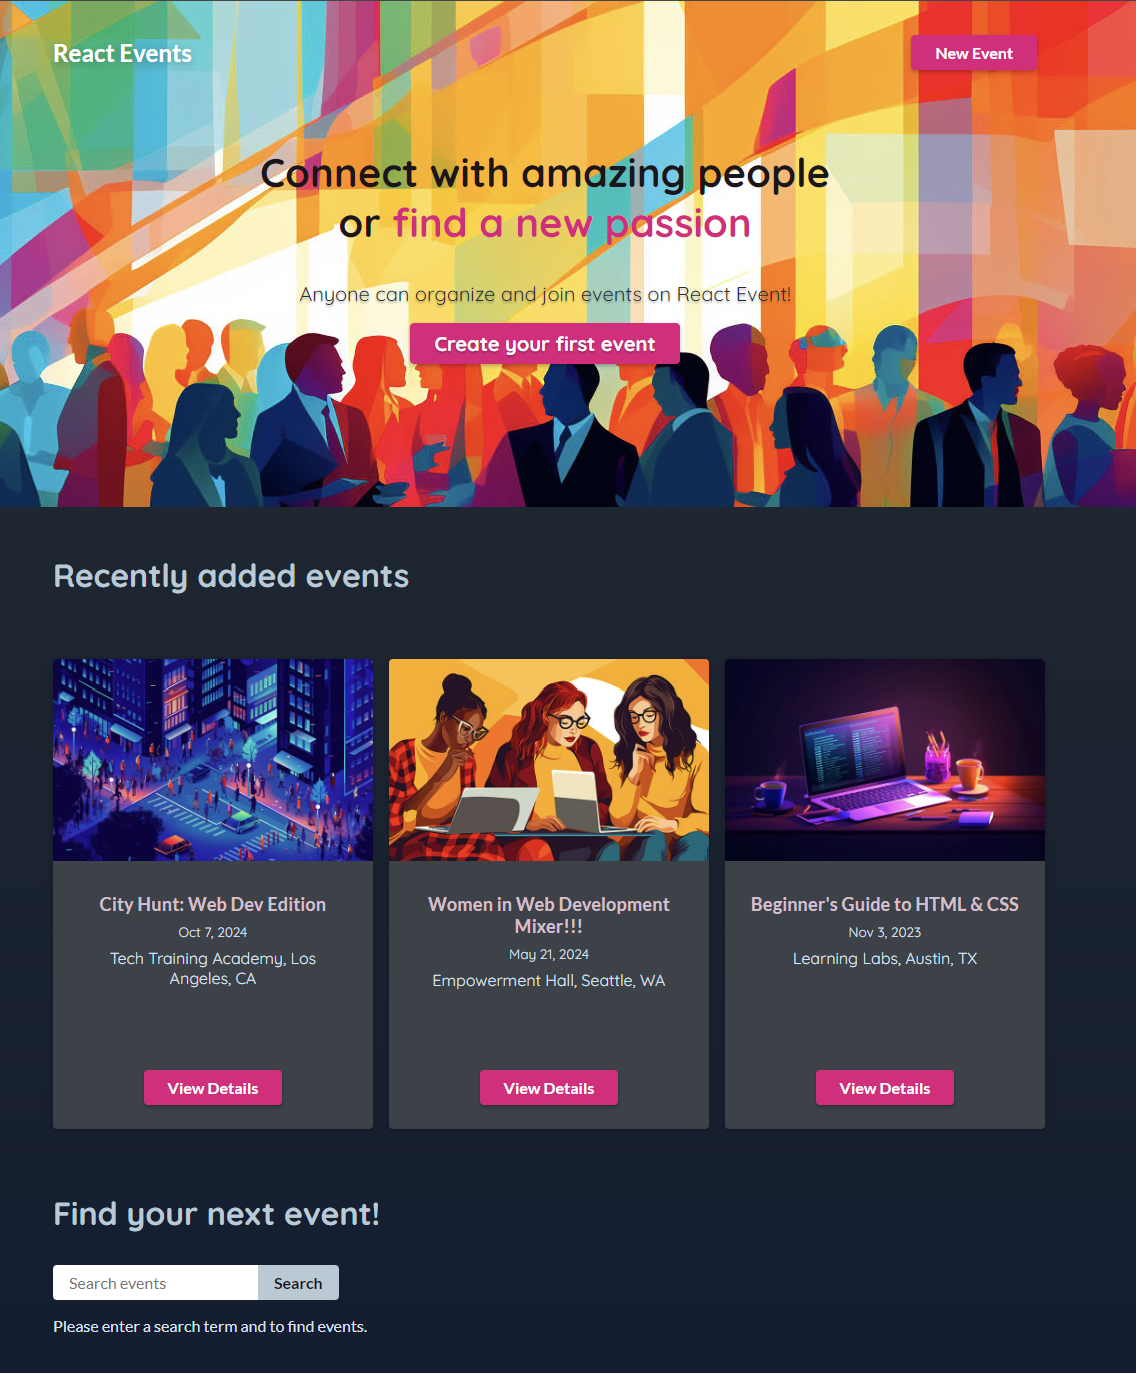 React Events
New Event
Connect with amazing people
or find a new passion
Anyone can organize and join events on React Event!
Create your first event
Recently added events
City Hunt: Web Dev Edition
Oct 7, 2024
Tech Training Academy, Los
Angeles, CA
View Details
Women in Web Development
Mixer!!!
May 21, 2024
Empowerment Hall, Seattle, WA
View Details
Beginner's Guide to HTML & CSS
Nov 3, 2023
Learning Labs, Austin, TX
View Details
Find your next event!
Search events
Search
Please enter a search term and to find events.